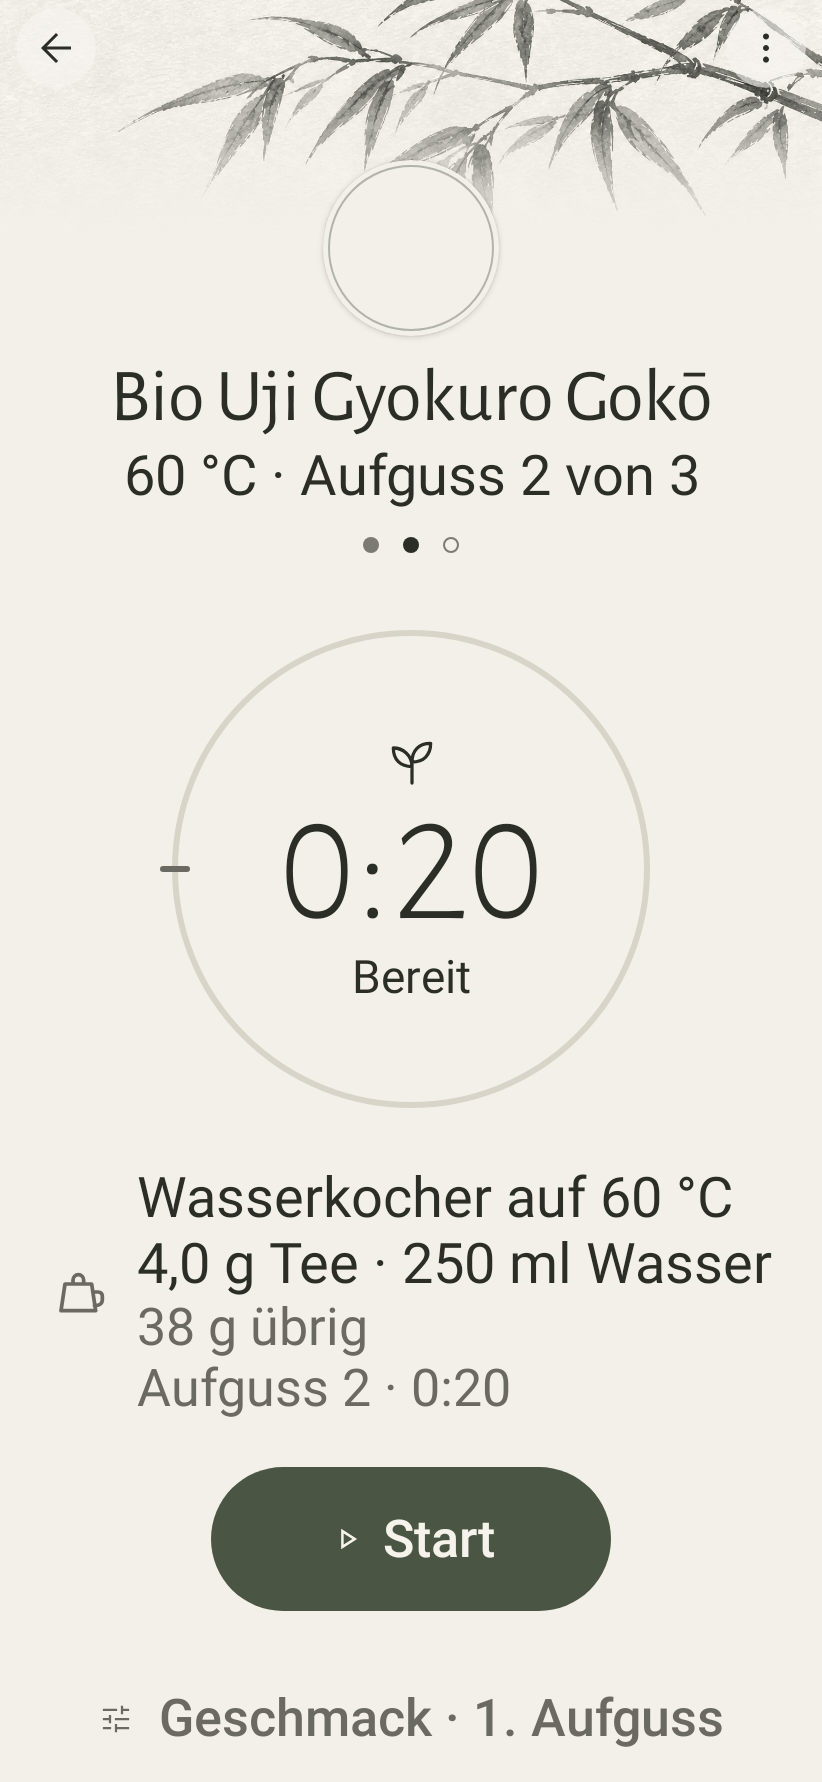 Bio Uji Gyokuro Gokō
60 °C · Aufguss 2 von 3
0:20
Bereit
Wasserkocher auf 60 °C
4,0 g Tee · 250 ml Wasser
38 g übrig
Aufguss 2 · 0:20
Start
Geschmack · 1. Aufguss